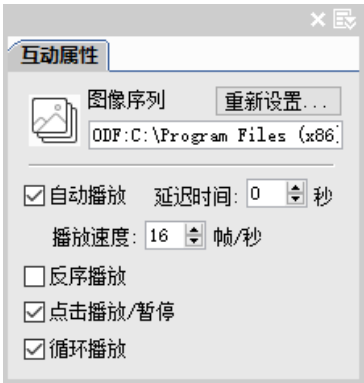 互动属性
图像序列 重新设置...
ODF:C:\Program Files (x86)
自动播放 延迟时间: 0 秒
播放速度: 16 帧/秒
反序播放
点击播放/暂停
循环播放